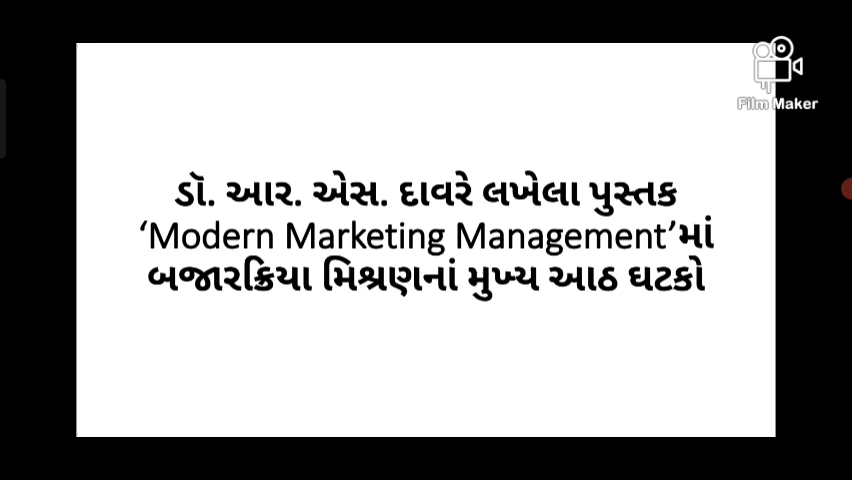 Film Maker
ડૉ. આર. એસ. દાવરે લખેલા પુસ્તક
‘Modern Marketing Management’માં
બજારક્રિયા મિશ્રણનાં મુખ્ય આઠ ઘટકો